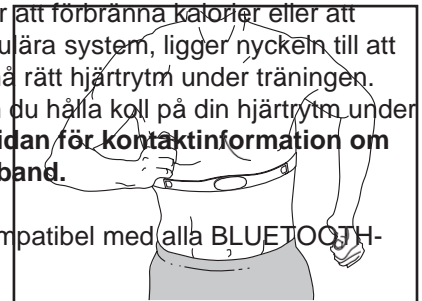 r att förbränna kalorier eller att
ulära system, ligger nyckeln till att
å rätt hjärtrytm under träningen.
du hålla koll på din hjärtrytm under
idan för kontaktinformation om
band.
mpatibel med alla BLUETOOTH-